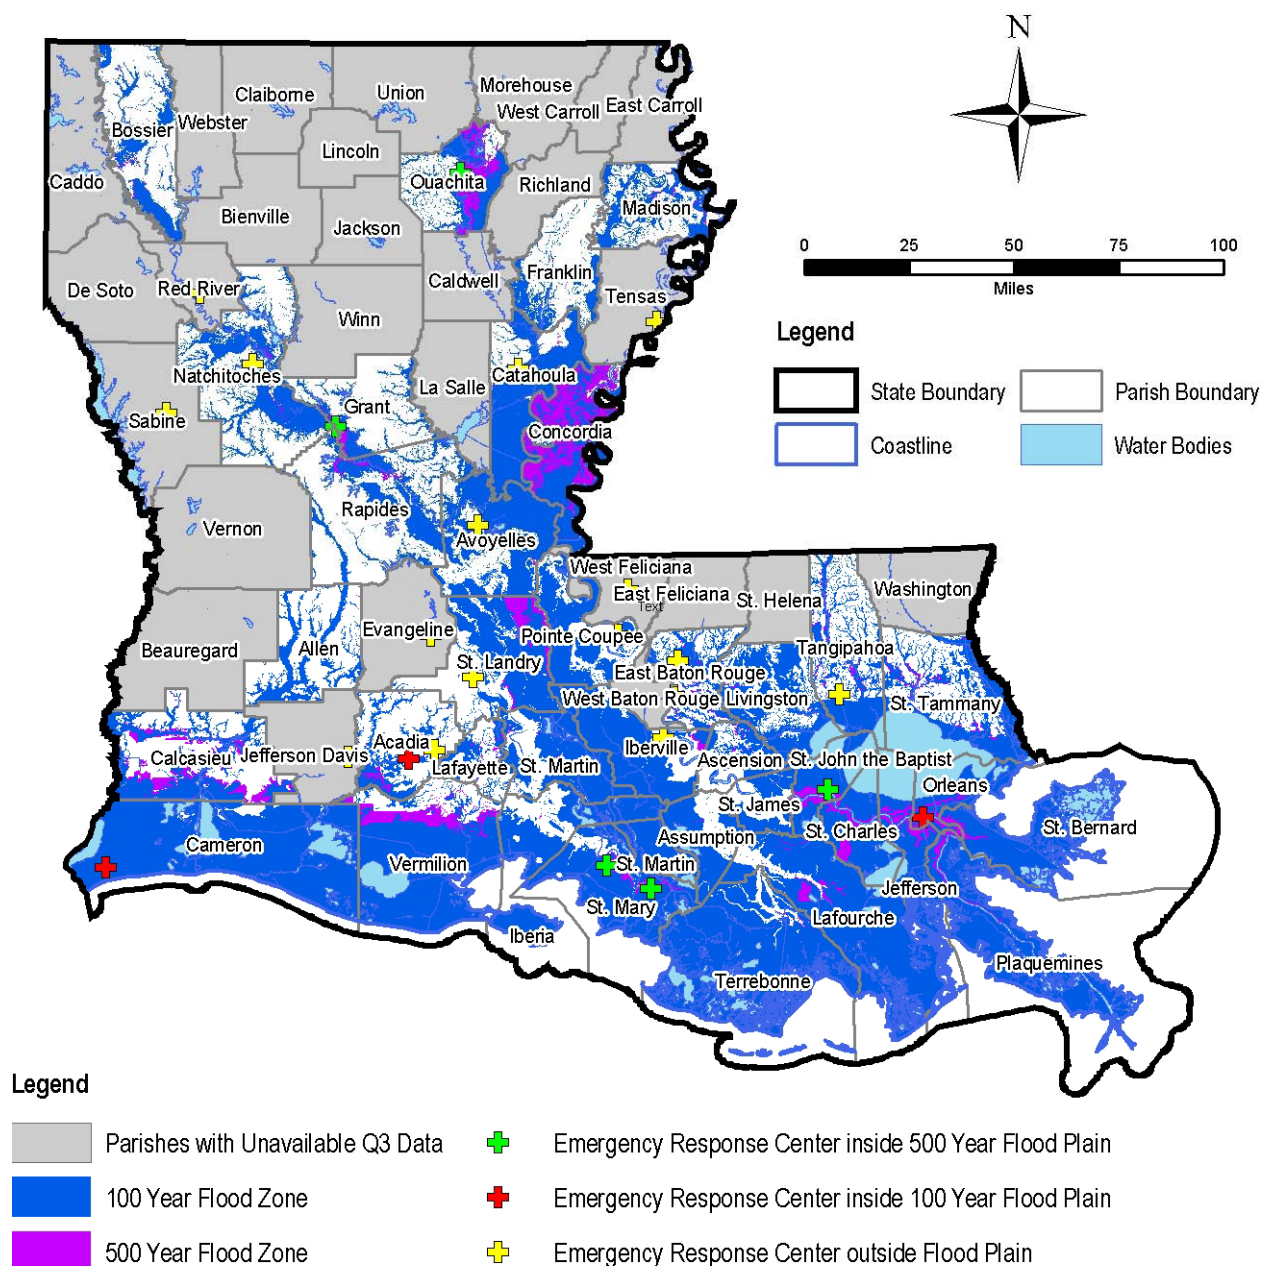 N
Morehouse
Claiborne
Union
West Carroll
East Carroll
Bossier
Webster
Lincoln
Caddo
Ouachita
Richland
Madison
Bienville
Jackson
0 25 50 75 100
Miles
Franklin
Caldwell
De Soto
Red River
Tensas
Winn
Legend
Natchitoches
La Salle
Catahoula
State Boundary
Parish Boundary
Grant
Sabine
Concordia
Coastline
Water Bodies
Rapides
Vernon
Avoyelles
West Feliciana
East Feliciana
Text
St. Helena
Washington
Evangeline
Pointe Coupee
Beauregard
Allen
Tangipahoa
St. Landry
East Baton Rouge
West Baton Rouge
Livingston
St. Tammany
Acadia
Iberville
Calcasieu
Jefferson Davis
Lafayette
St. Martin
Ascension
St. John the Baptist
Orleans
St. James
St. Charles
St. Bernard
Cameron
Vermilion
Assumption
St. Martin
Jefferson
St. Mary
Lafourche
Iberia
Plaquemines
Terrebonne
Legend
Parishes with Unavailable Q3 Data
Emergency Response Center inside 500 Year Flood Plain
100 Year Flood Zone
Emergency Response Center inside 100 Year Flood Plain
500 Year Flood Zone
Emergency Response Center outside Flood Plain